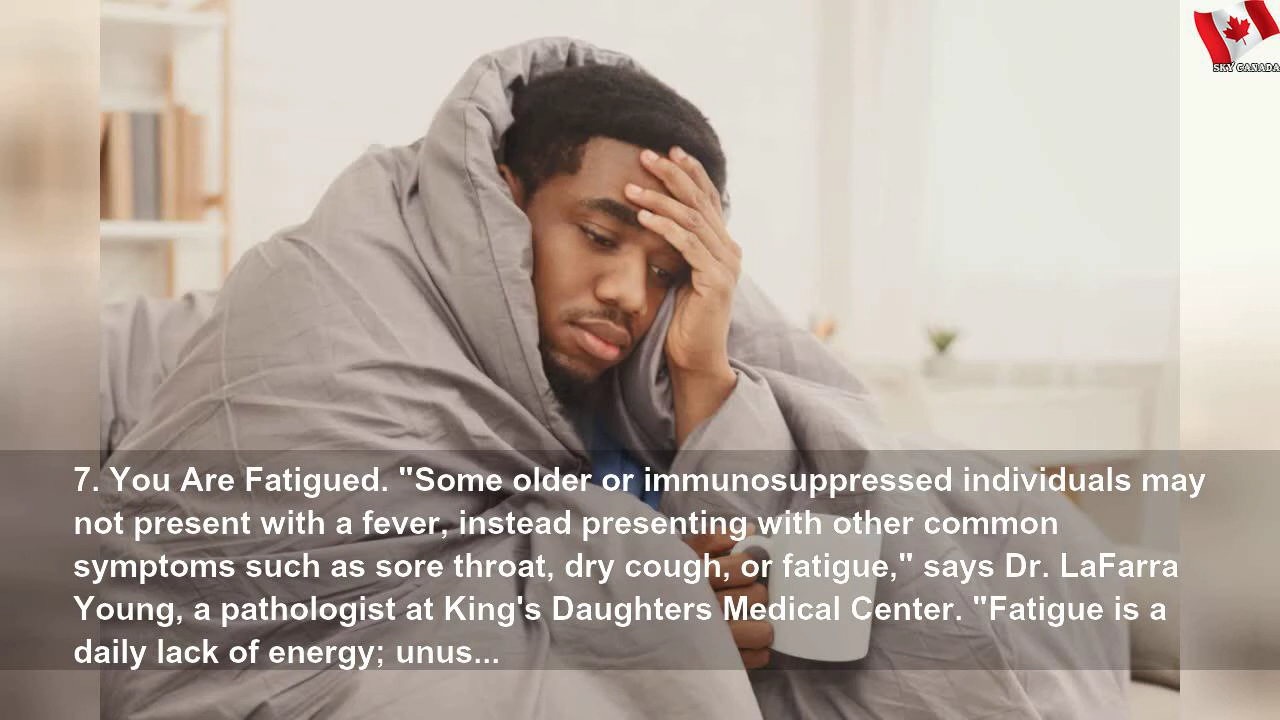 SKY CANADA
7. You Are Fatigued. "Some older or immunosuppressed individuals may
not present with a fever, instead presenting with other common
symptoms such as sore throat, dry cough, or fatigue," says Dr. LaFarra
Young, a pathologist at King's Daughters Medical Center. "Fatigue is a
daily lack of energy; unus...